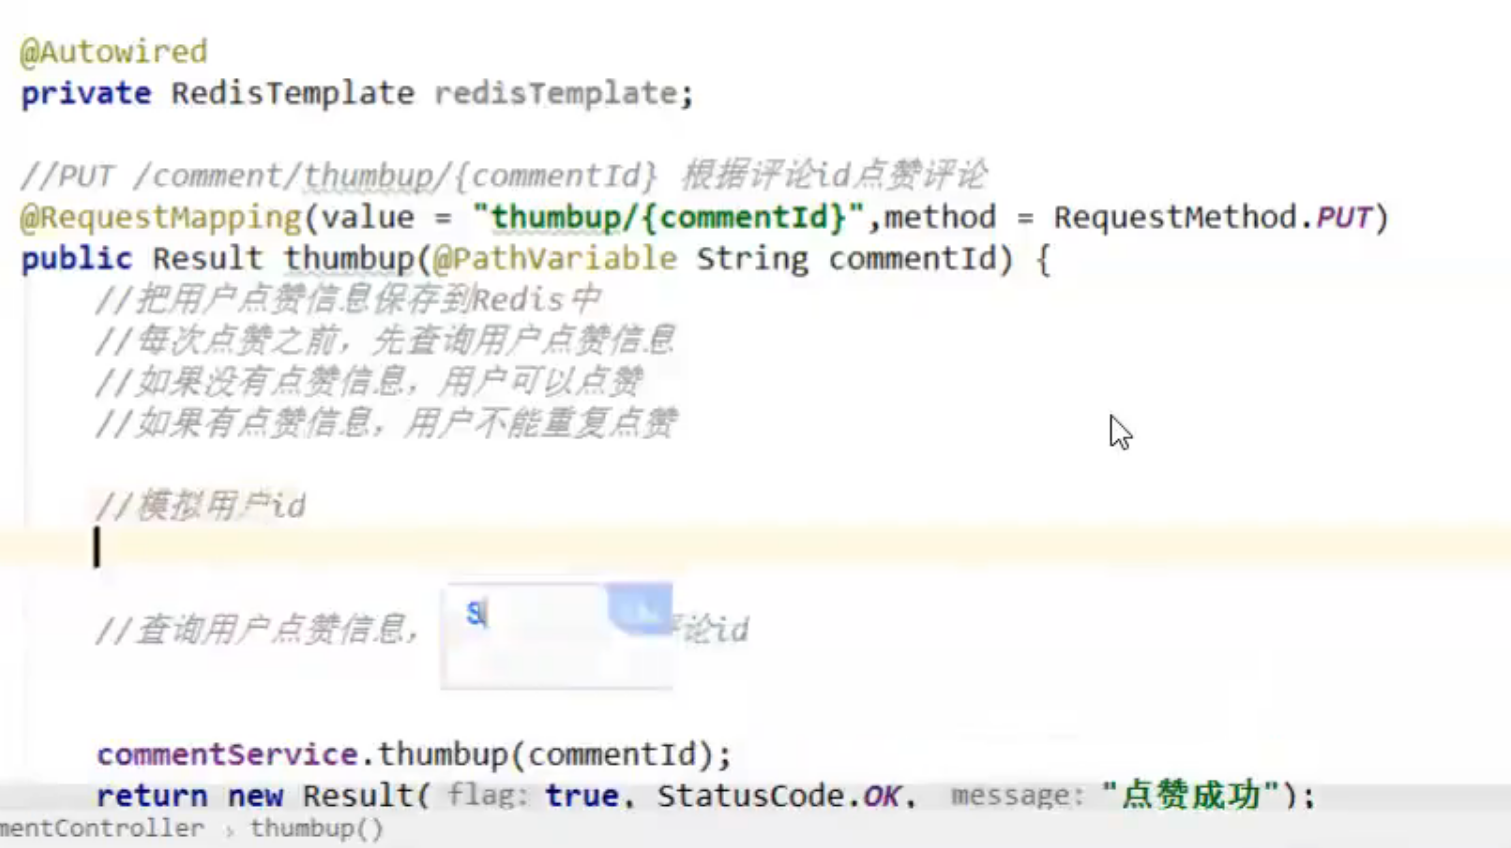 @Autowired
private RedisTemplate redisTemplate;
//PUT /comment/thumbup/{commentId} 根据评论id点赞评论
@RequestMapping(value = "thumbup/{commentId}",method = RequestMethod.PUT)
public Result thumbup(@PathVariable String commentId) {
//把用户点赞信息保存到Redis中
//每次点赞之前，先查询用户点赞信息
//如果没有点赞信息，用户可以点赞
//如果有点赞信息，用户不能重复点赞
//模拟用户id
//查询用户点赞信息， 评论id
commentService.thumbup(commentId);
return new Result( flag: true, StatusCode.OK, message: "点赞成功");
mentController › thumbup()